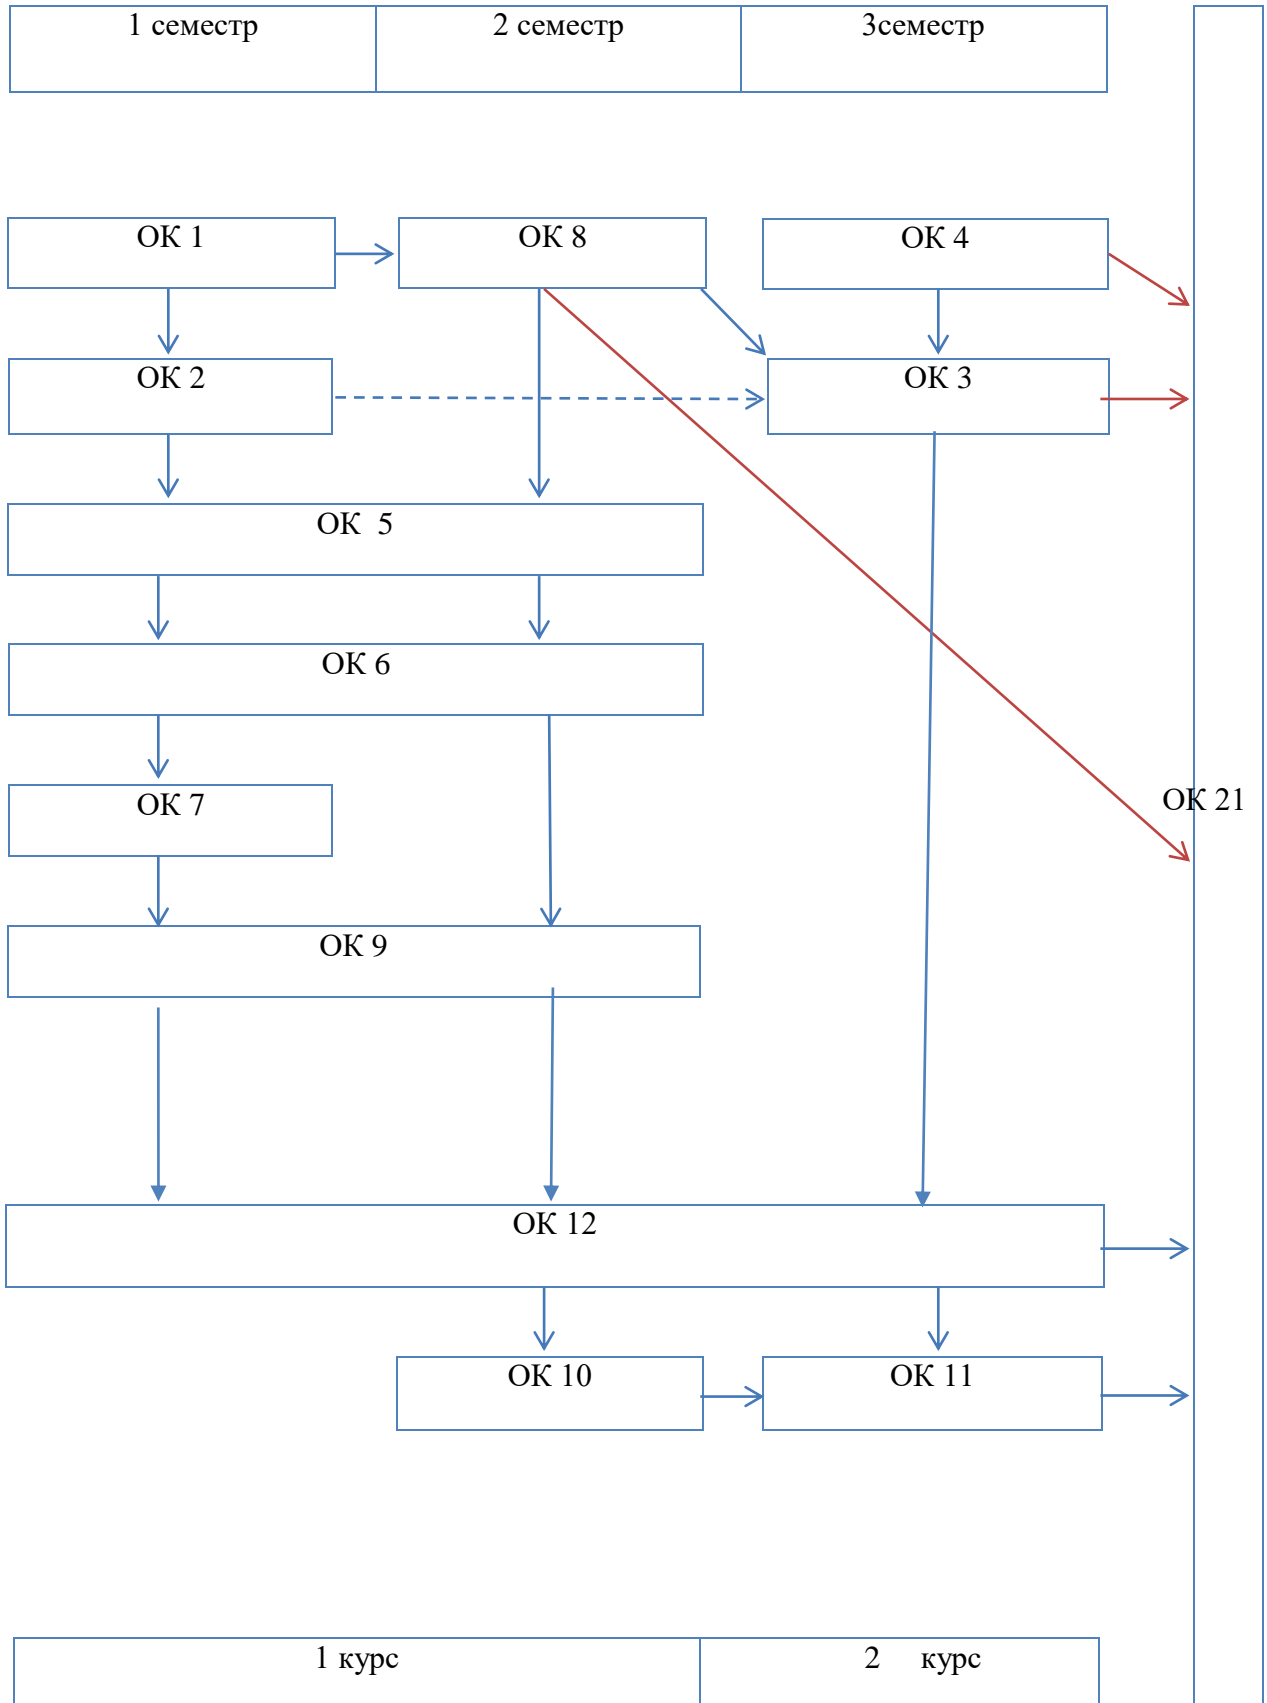 1 семестр
2 семестр
3семестр
ОК 1
ОК 8
ОК 4
ОК 2
ОК 3
ОК  5
ОК 6
ОК 7
ОК 21
ОК 9
ОК 12
ОК 10
ОК 11
1 курс
2     курс